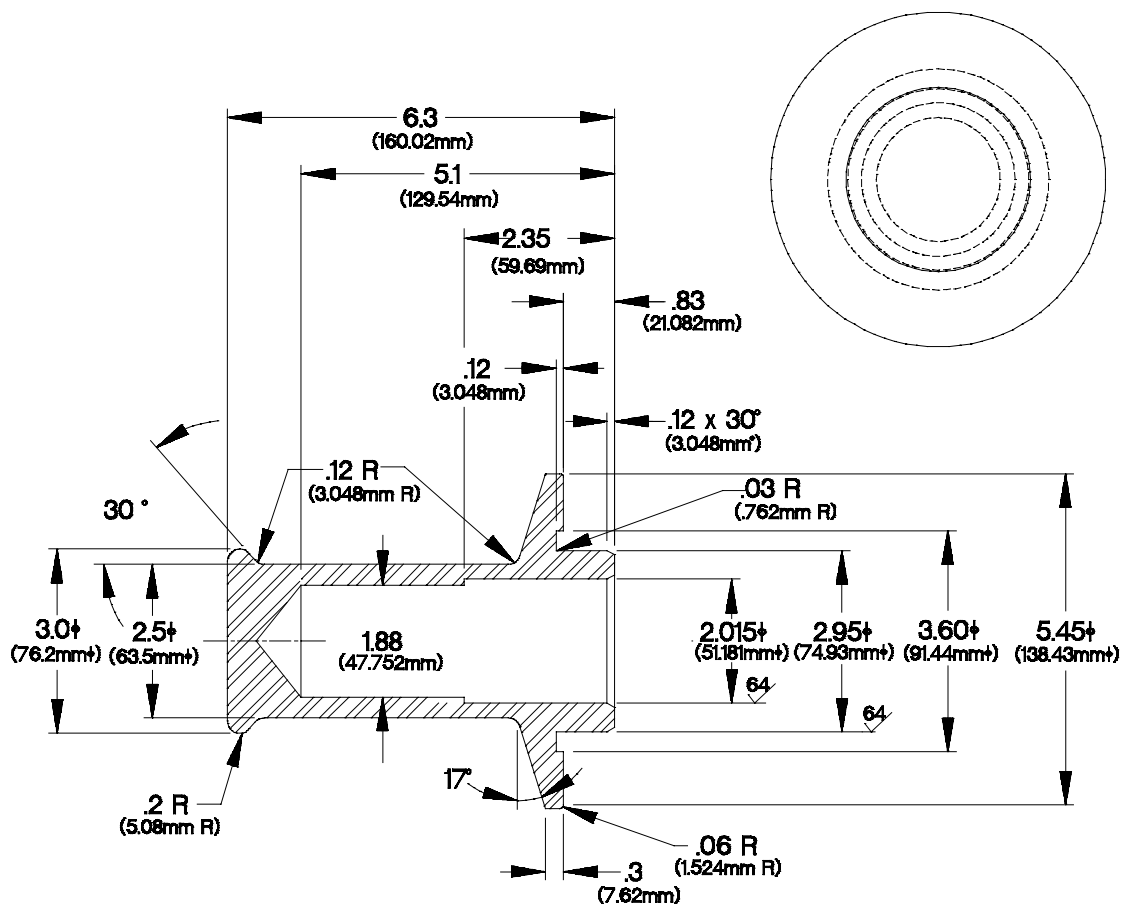 6.3
(160.02mm)
5.1
(129.54mm)
2.35
(59.69mm)
.83
(21.082mm)
.12
(3.048mm)
.12 x 30°
(3.048mm°)
.12 R
(3.048mm R)
.03 R
(.762mm R)
30 °
3.0ϕ
(76.2mmϕ)
2.5ϕ
(63.5mmϕ)
1.88
(47.752mm)
2.015ϕ
(51.181mmϕ)
2.95ϕ
(74.93mmϕ)
3.60ϕ
(91.44mmϕ)
5.45ϕ
(138.43mmϕ)
64
64
17°
.2 R
(5.08mm R)
.06 R
(1.524mm R)
.3
(7.62mm)